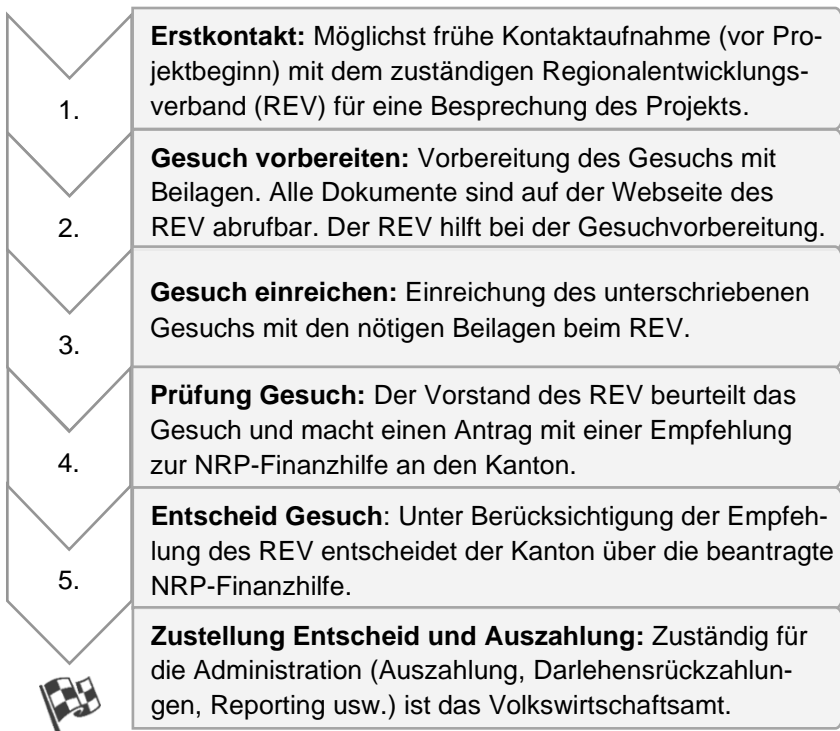 Erstkontakt: Möglichst frühe Kontaktaufnahme (vor Pro-
jektbeginn) mit dem zuständigen Regionalentwicklungs-
verband (REV) für eine Besprechung des Projekts.
1.
Gesuch vorbereiten: Vorbereitung des Gesuchs mit
Beilagen. Alle Dokumente sind auf der Webseite des
REV abrufbar. Der REV hilft bei der Gesuchvorbereitung.
2.
Gesuch einreichen: Einreichung des unterschriebenen
Gesuchs mit den nötigen Beilagen beim REV.
3.
Prüfung Gesuch: Der Vorstand des REV beurteilt das
Gesuch und macht einen Antrag mit einer Empfehlung
zur NRP-Finanzhilfe an den Kanton.
4.
Entscheid Gesuch: Unter Berücksichtigung der Empfeh-
lung des REV entscheidet der Kanton über die beantragte
NRP-Finanzhilfe.
5.
Zustellung Entscheid und Auszahlung: Zuständig für
die Administration (Auszahlung, Darlehensrückzahlun-
gen, Reporting usw.) ist das Volkswirtschaftsamt.